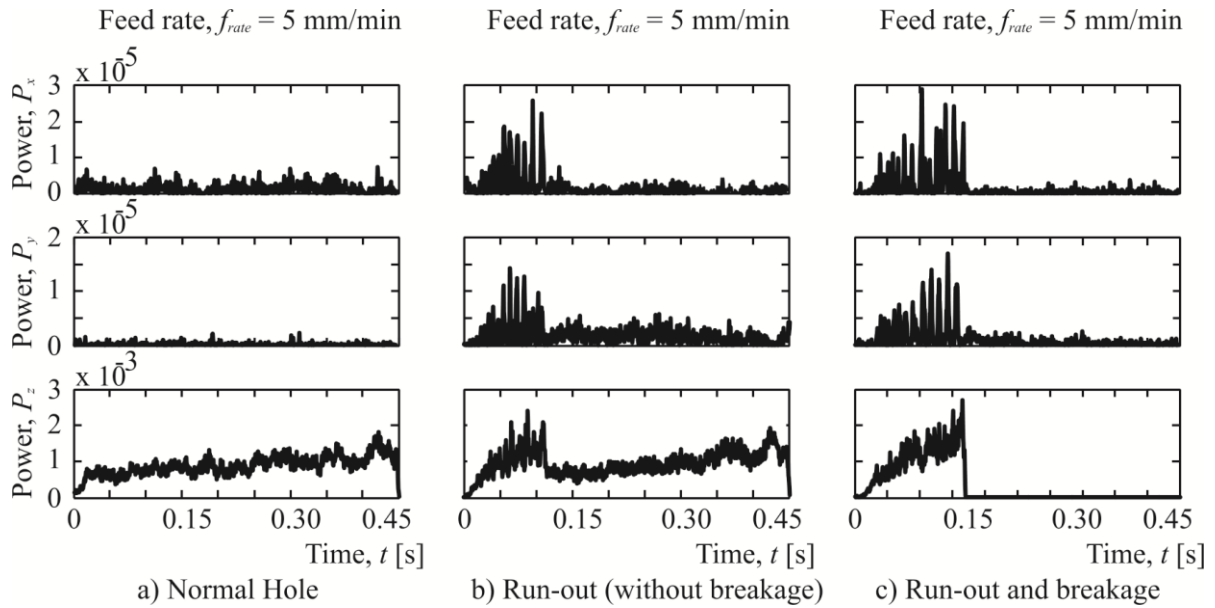 Feed rate, f_rate = 5 mm/min Feed rate, f_rate = 5 mm/min Feed rate, f_rate = 5 mm/min
x 10^-5
Power, P_x
3
2
1
0
x 10^-5
Power, P_y
2
1
0
x 10^-3
Power, P_z
3
2
1
0
0 0.15 0.30 0.45 0 0.15 0.30 0.45 0 0.15 0.30 0.45
Time, t [s] Time, t [s] Time, t [s]
a) Normal Hole b) Run-out (without breakage) c) Run-out and breakage